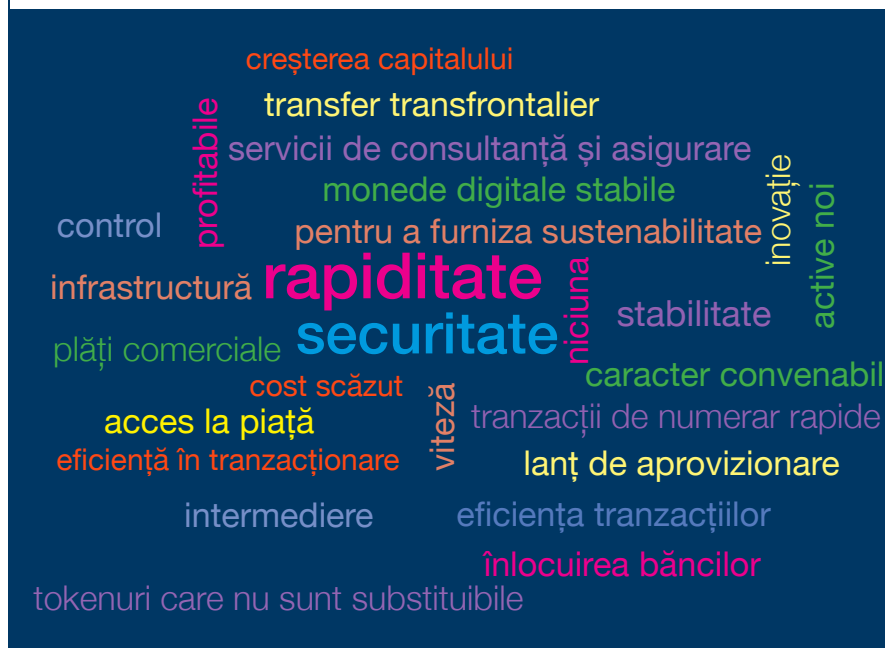 creșterea capitalului
transfer transfrontalier
profitabile
servicii de consultanță și asigurare
inovație
monede digitale stabile
active noi
control
pentru a furniza sustenabilitate
infrastructură
rapiditate
niciuna
stabilitate
securitate
plăți comerciale
caracter convenabil
cost scăzut
viteză
acces la piață
tranzacții de numerar rapide
eficiență în tranzacționare
lanț de aprovizionare
intermediere
eficiența tranzacțiilor
înlocuirea băncilor
tokenuri care nu sunt substituibile